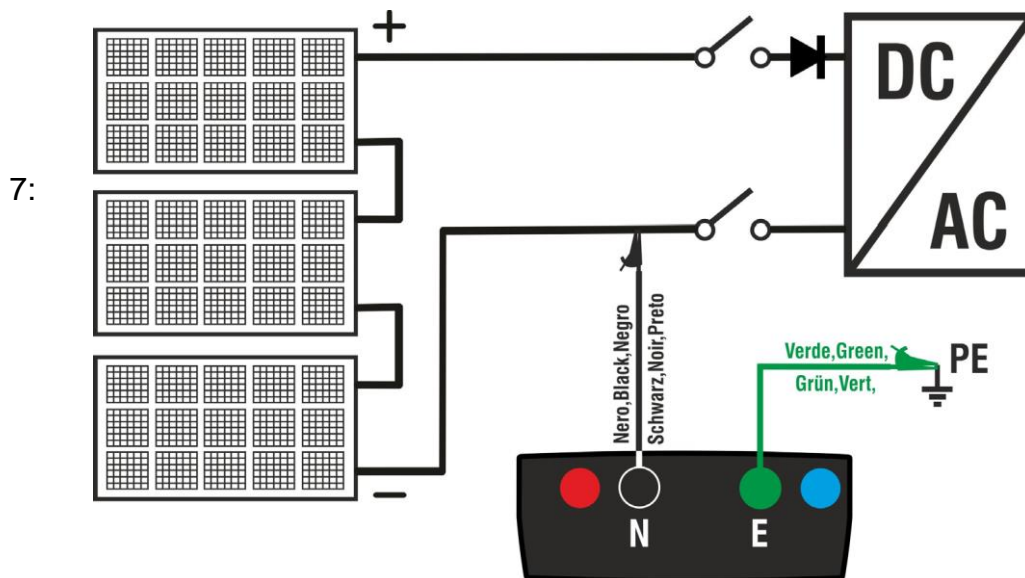 +
DC
7:
AC
Nero,Black,Negro
Schwarz,Noir,Preto
Verde,Green,
Grün,Vert,
PE
–
N
E